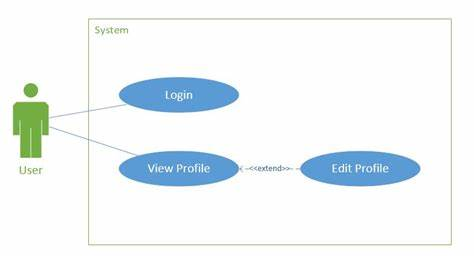 System
Login
User
View Profile
<<extend>>
Edit Profile